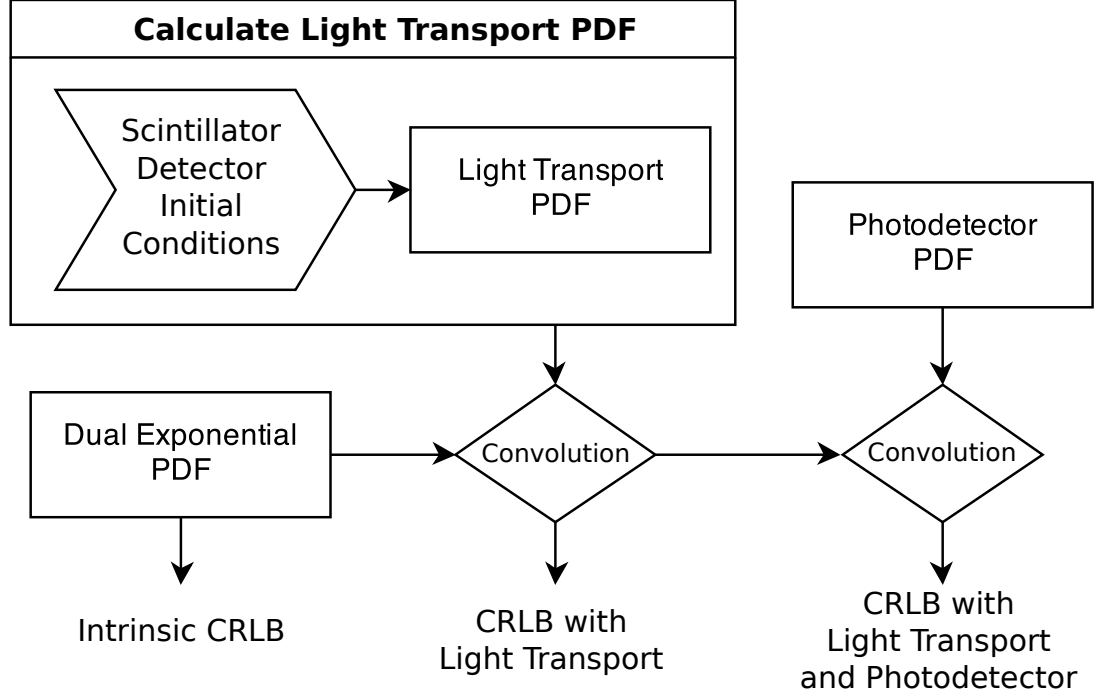 Calculate Light Transport PDF
Scintillator
Detector
Initial
Conditions
Light Transport
PDF
Photodetector
PDF
Dual Exponential
PDF
Convolution
Convolution
Intrinsic CRLB
CRLB with
Light Transport
CRLB with
Light Transport
and Photodetector